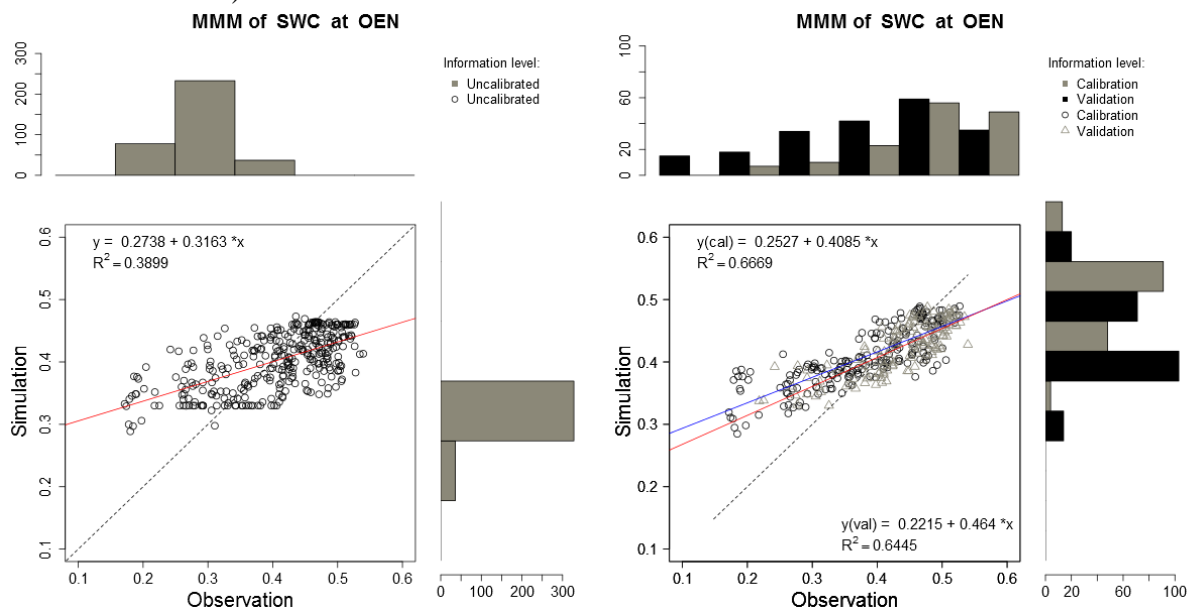 )
MMM of SWC at OEN
300
200
100
0
Information level:
Uncalibrated
Uncalibrated
y = 0.2738 + 0.3163 *x
R² = 0.3899
Simulation
0.6
0.5
0.4
0.3
0.2
0.1
0.1 0.2 0.3 0.4 0.5 0.6
Observation
0 100 300
MMM of SWC at OEN
100
60
20
0
Information level:
Calibration
Validation
Calibration
Validation
y(cal) = 0.2527 + 0.4085 *x
R² = 0.6669
Simulation
0.6
0.5
0.4
0.3
0.2
0.1
y(val) = 0.2215 + 0.464 *x
R² = 0.6445
0.1 0.2 0.3 0.4 0.5 0.6
Observation
0 20 60 100